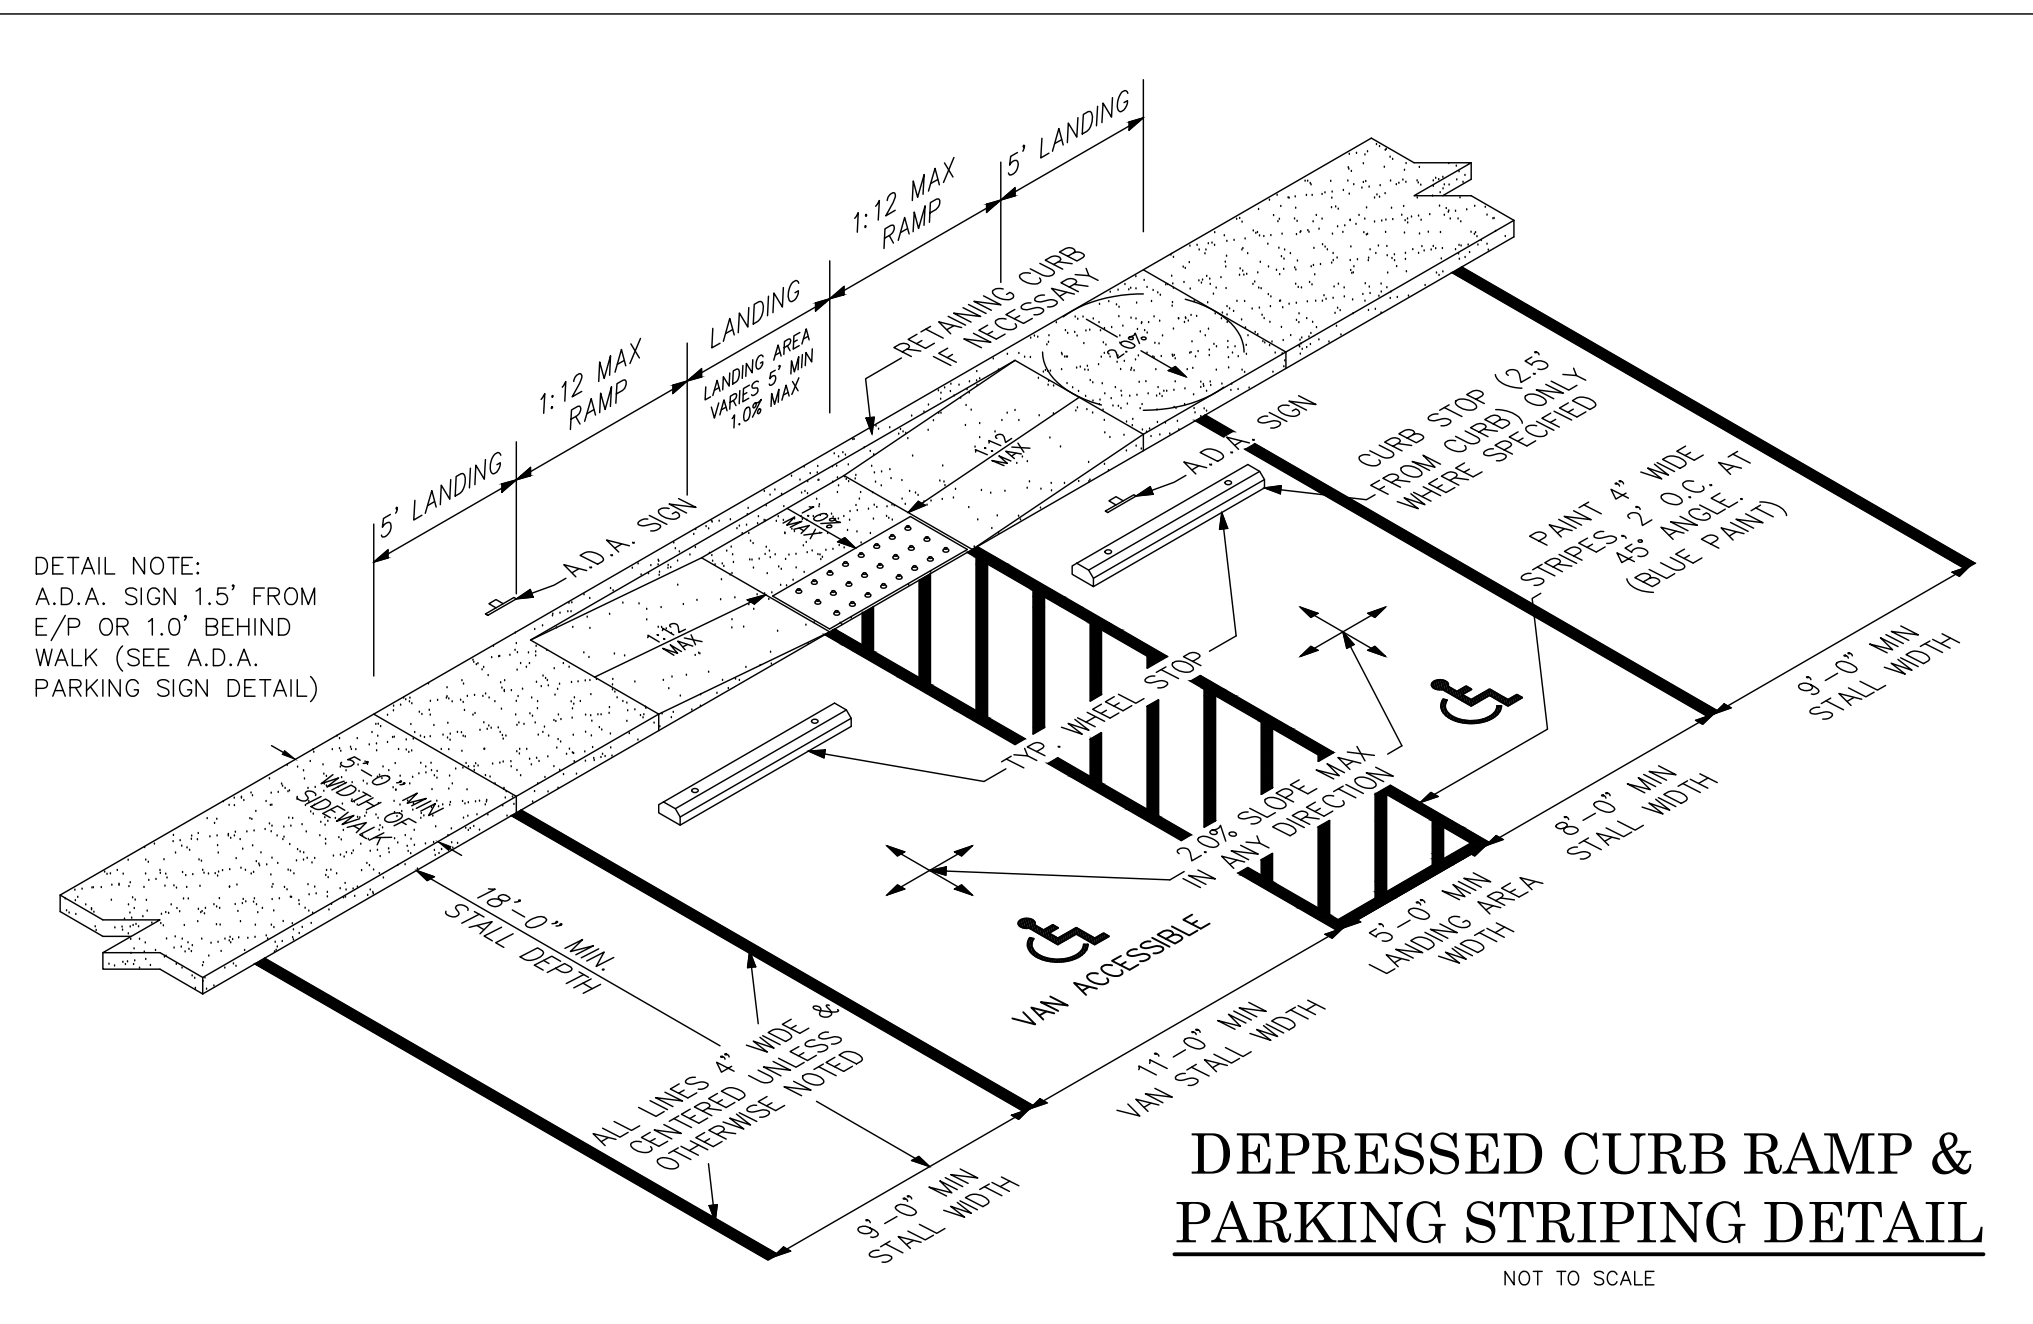 5' LANDING
1:12 MAX
RAMP
LANDING
LANDING AREA
VARIES 5' MIN
1.0% MAX
1:12 MAX
RAMP
5' LANDING
RETAINING CURB
IF NECESSARY
2.0%
A.D.A. SIGN
A.D.A. SIGN
1:12
MAX
1.0%
MAX
1:12
MAX
CURB STOP (2.5'
FROM CURB) ONLY
WHERE SPECIFIED
PAINT 4" WIDE
STRIPES, 2' O.C. AT
45° ANGLE.
(BLUE PAINT)
DETAIL NOTE:
A.D.A. SIGN 1.5' FROM
E/P OR 1.0' BEHIND
WALK (SEE A.D.A.
PARKING SIGN DETAIL)
5'-0" MIN
WIDTH OF
SIDEWALK
TYP. WHEEL STOP
2.0% SLOPE MAX
IN ANY DIRECTION
18'-0" MIN.
STALL DEPTH
VAN ACCESSIBLE
ALL LINES 4" WIDE &
CENTERED UNLESS
OTHERWISE NOTED
9'-0" MIN
STALL WIDTH
11'-0" MIN
VAN STALL WIDTH
5'-0" MIN
LANDING AREA
WIDTH
8'-0" MIN
STALL WIDTH
9'-0" MIN
STALL WIDTH
DEPRESSED CURB RAMP &
PARKING STRIPING DETAIL
NOT TO SCALE